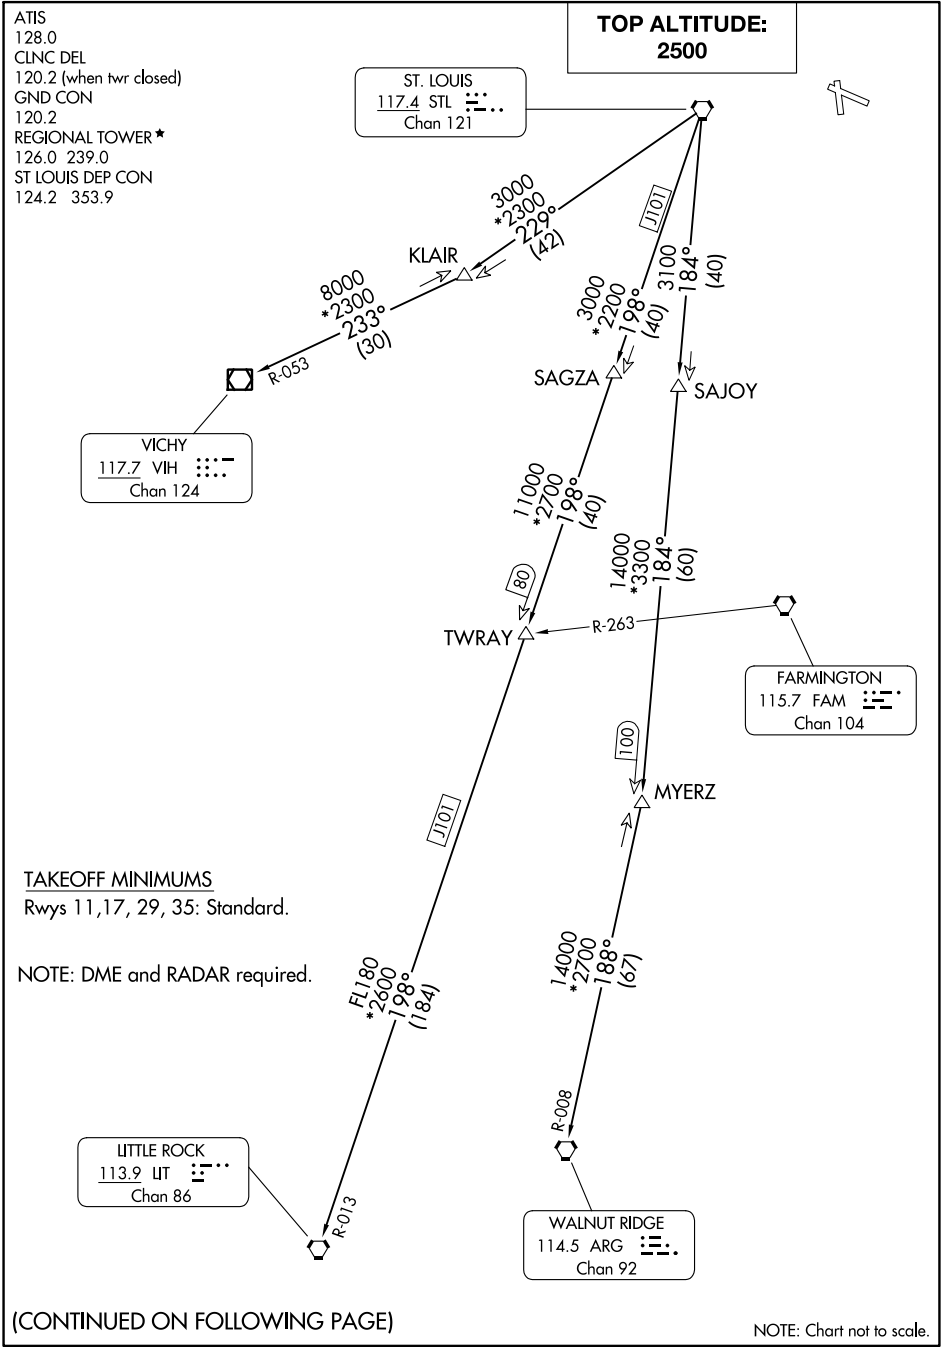 ATIS
128.0
CLNC DEL
120.2 (when twr closed)
GND CON
120.2
REGIONAL TOWER★
126.0 239.0
ST LOUIS DEP CON
124.2 353.9
TOP ALTITUDE:
2500
ST. LOUIS
117.4 STL
Chan 121
3000
*2300
229°
(42)
KLAIR
8000
*2300
233°
(30)
R-053
VICHY
117.7 VIH
Chan 124
J101
3000
*2200
198°
(40)
3100
184°
(40)
SAGZA
SAJOY
11000
*2700
198°
(40)
14000
*3300
184°
(60)
80
TWRAY
R-263
FARMINGTON
115.7 FAM
Chan 104
100
MYERZ
J101
TAKEOFF MINIMUMS
Rwys 11,17, 29, 35: Standard.
NOTE: DME and RADAR required.
FL180
*2600
198°
(184)
14000
*2700
188°
(67)
R-008
LITTLE ROCK
113.9 LIT
Chan 86
R-013
WALNUT RIDGE
114.5 ARG
Chan 92
(CONTINUED ON FOLLOWING PAGE)
NOTE: Chart not to scale.